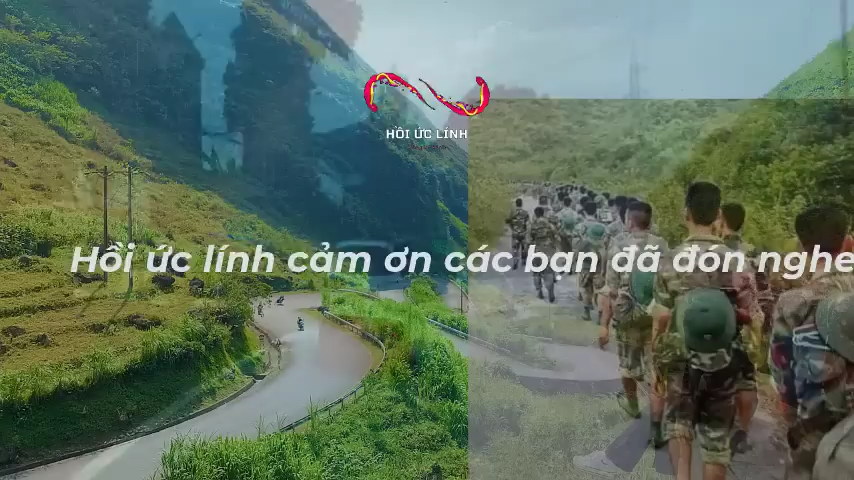 HỒI ỨC LÍNH
Hồi ức lính cảm ơn các bạn đã đón nghe